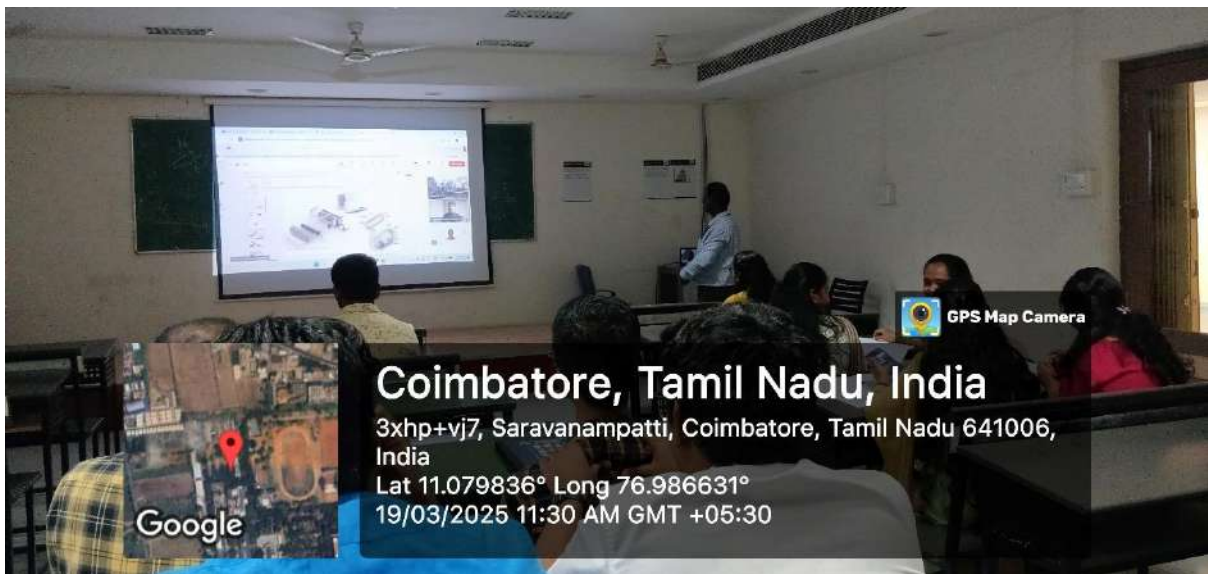 GPS Map Camera
Coimbatore, Tamil Nadu, India
3xhp+vj7, Saravanampatti, Coimbatore, Tamil Nadu 641006,
India
Lat 11.079836° Long 76.986631°
19/03/2025 11:30 AM GMT +05:30
Google